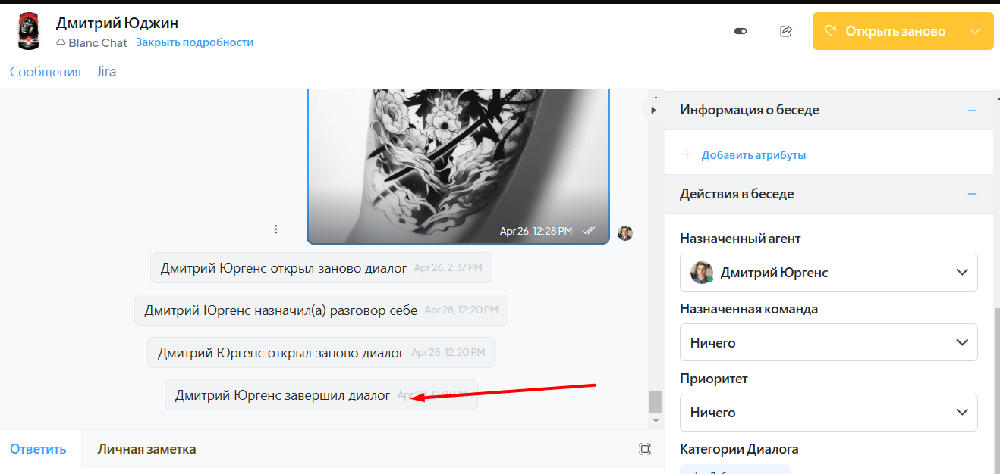 Дмитрий Юджин
Blanc Chat Закрыть подробности
Открыть заново
Сообщения Jira
Apr 26, 12:28 PM
Дмитрий Юргенс открыл заново диалог Apr 26, 2:37 PM
Дмитрий Юргенс назначил(а) разговор себе Apr 28, 12:20 PM
Дмитрий Юргенс открыл заново диалог Apr 28, 12:20 PM
Дмитрий Юргенс завершил диалог Apr 28, 12:21 PM
Ответить Личная заметка
Информация о беседе
Добавить атрибуты
Действия в беседе
Назначенный агент
Дмитрий Юргенс
Назначенная команда
Ничего
Приоритет
Ничего
Категории Диалога